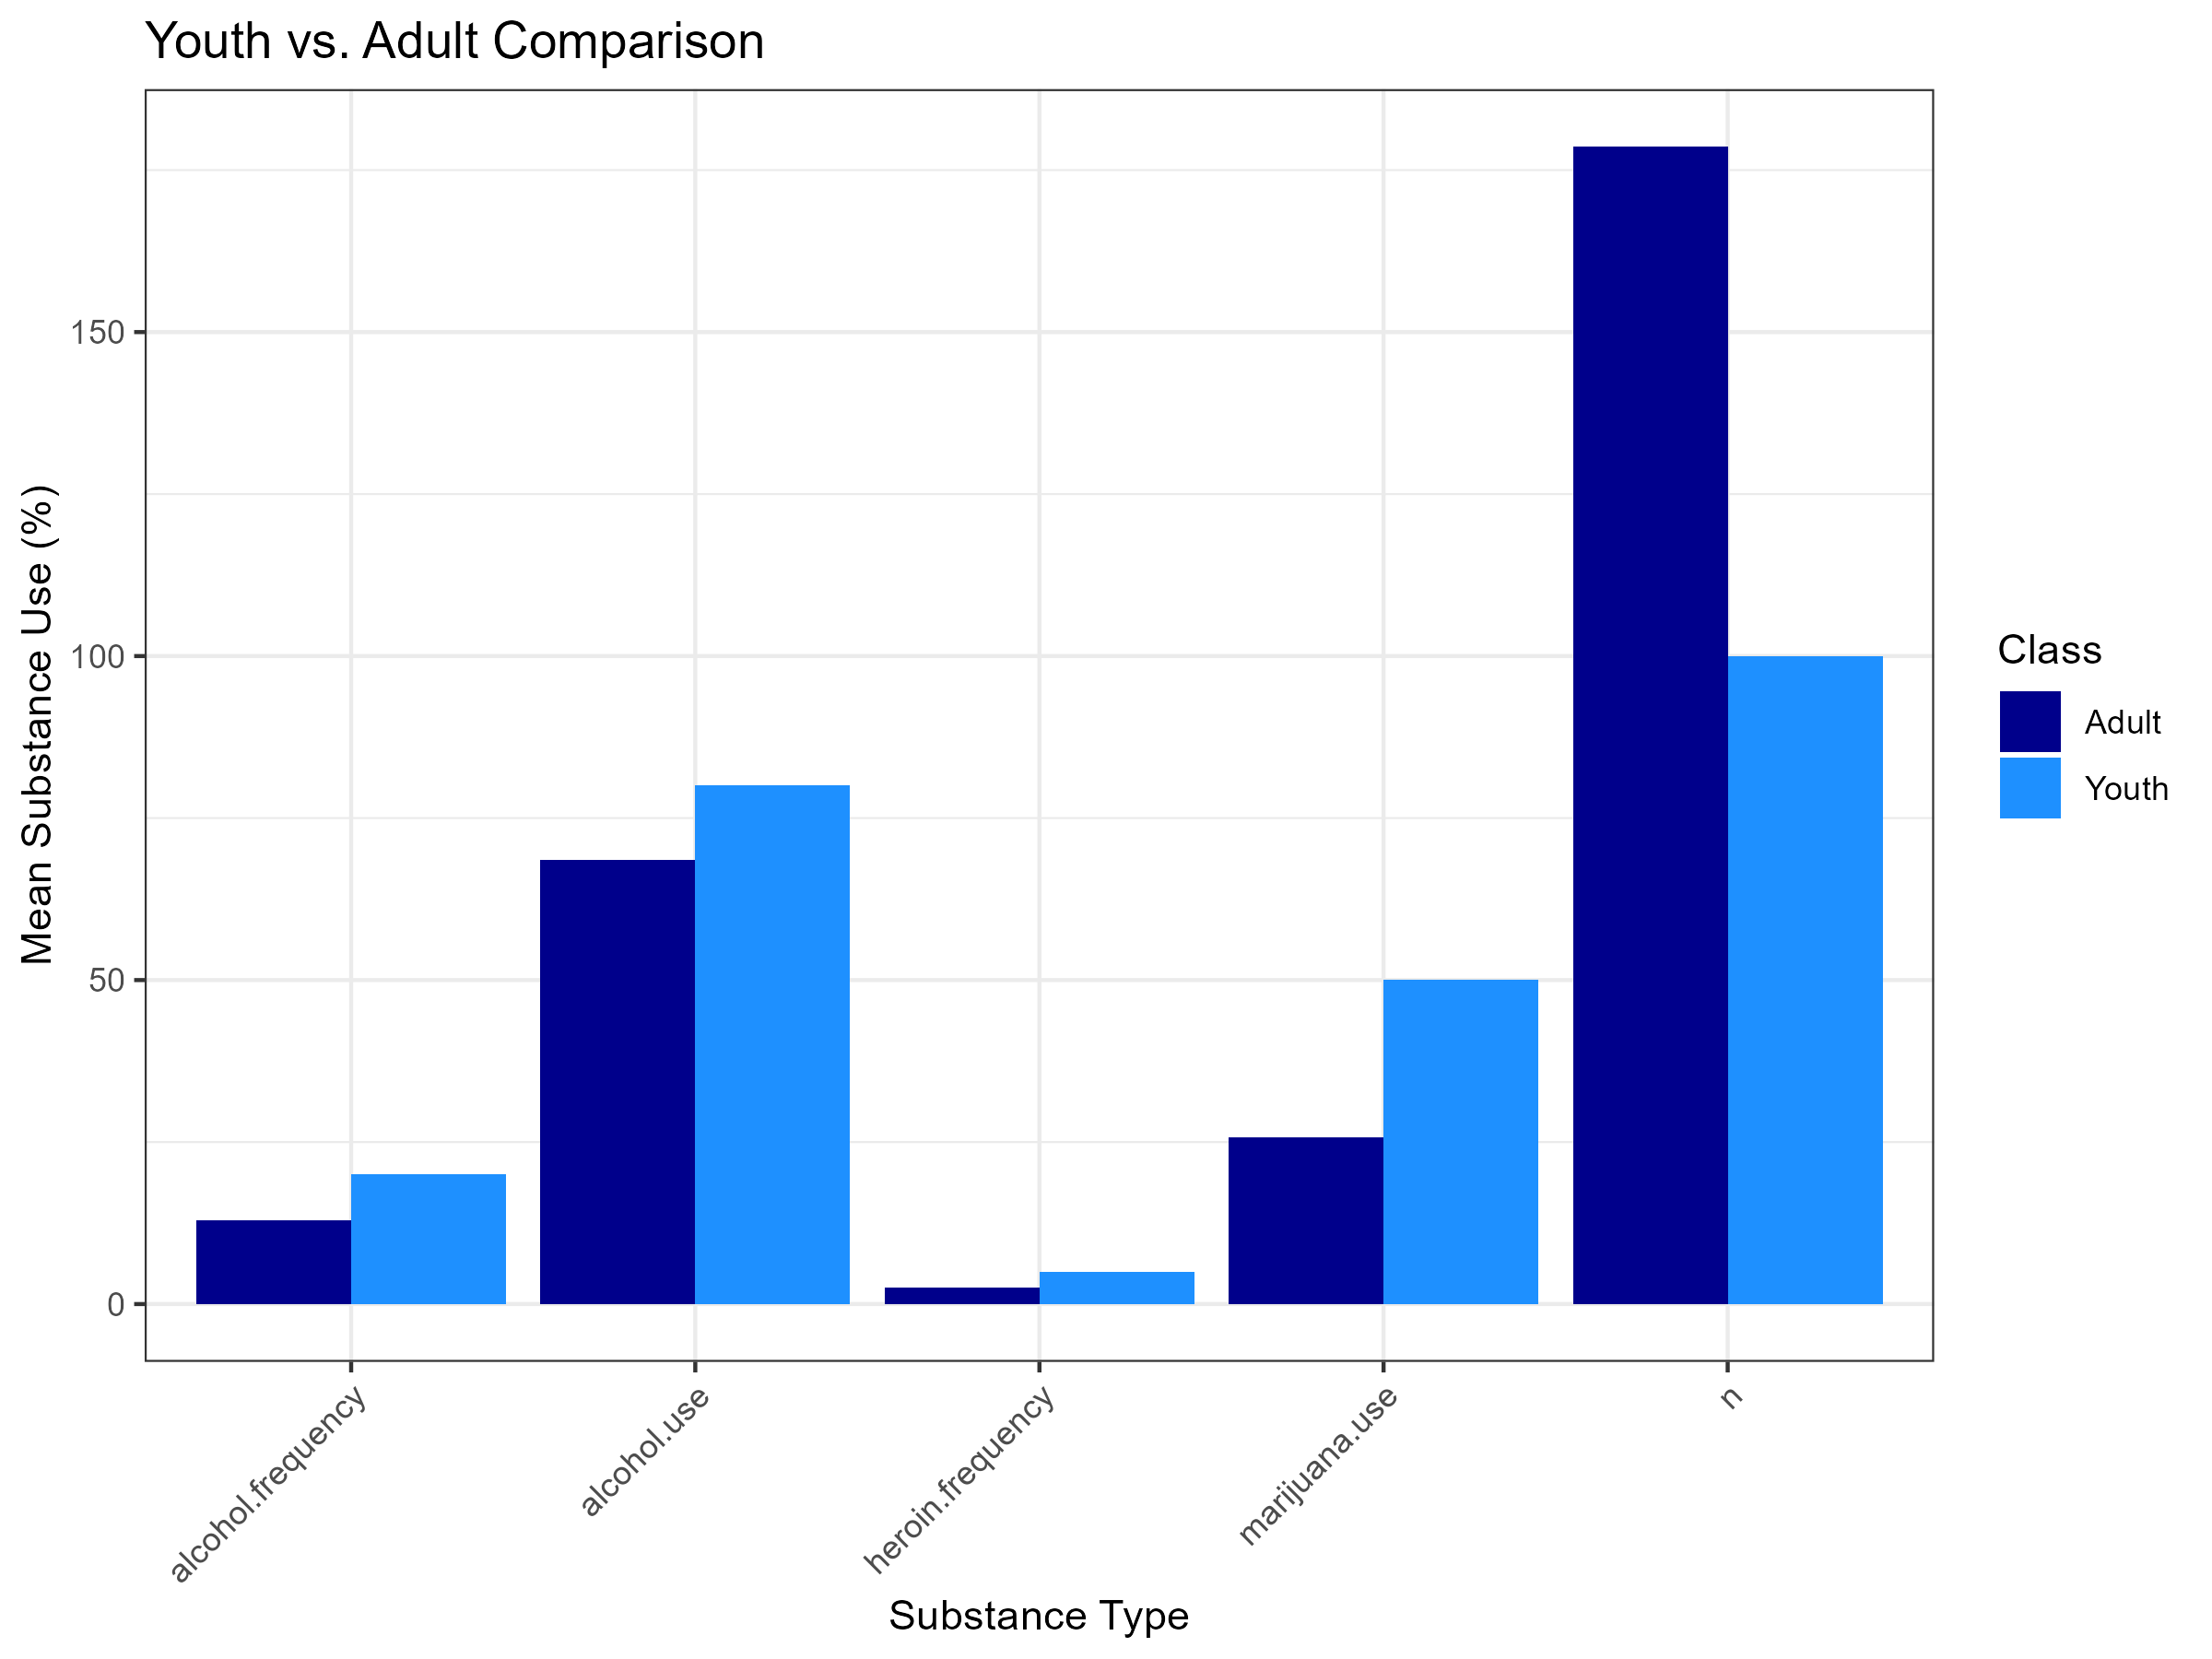 Youth vs. Adult Comparison
Mean Substance Use (%)
150
100
50
0
alcohol.frequency
alcohol.use
heroin.frequency
marijuana.use
n
Substance Type
Class
Adult
Youth